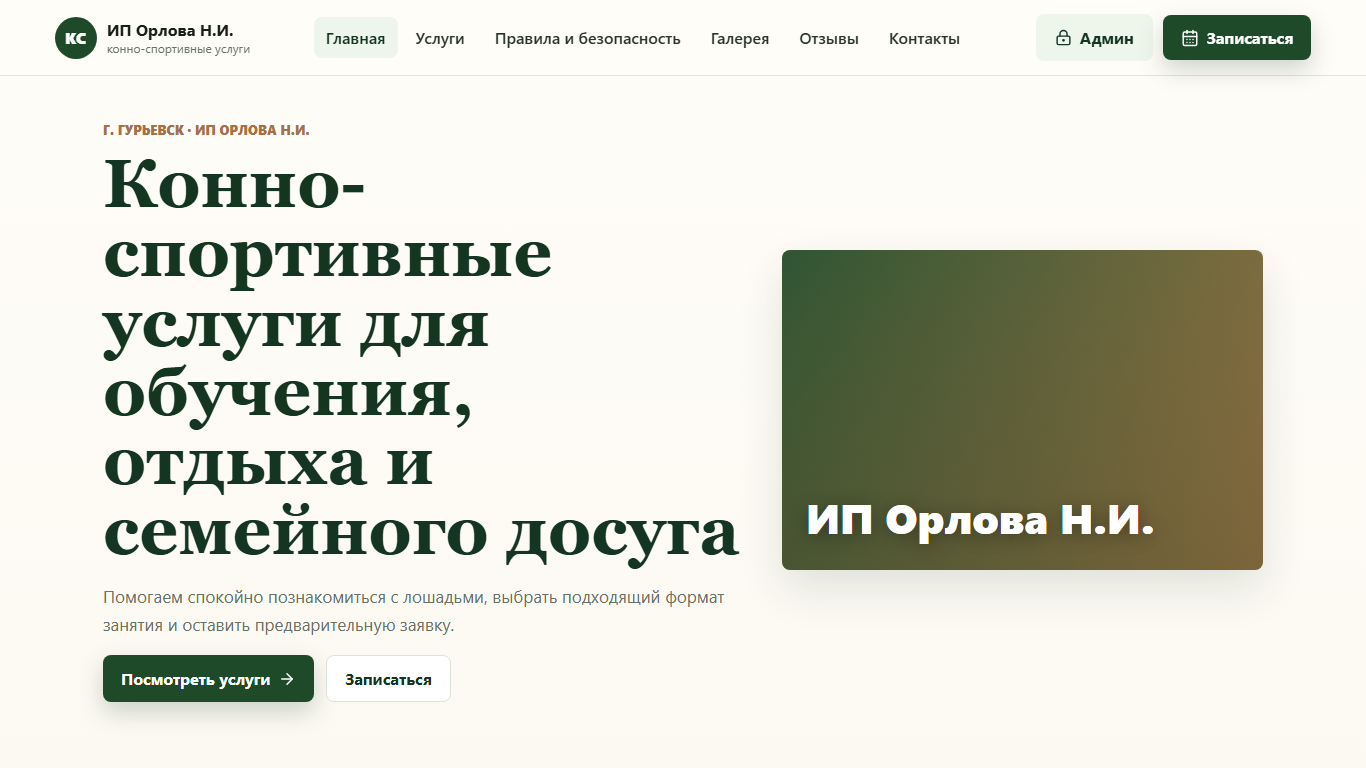 КС
ИП Орлова Н.И.
конно-спортивные услуги
Главная
Услуги
Правила и безопасность
Галерея
Отзывы
Контакты
Админ
Записаться
Г. ГУРЬЕВСК · ИП ОРЛОВА Н.И.
Конно-
спортивные
услуги для
обучения,
отдыха и
семейного досуга
Помогаем спокойно познакомиться с лошадьми, выбрать подходящий формат
занятия и оставить предварительную заявку.
Посмотреть услуги
Записаться
ИП Орлова Н.И.